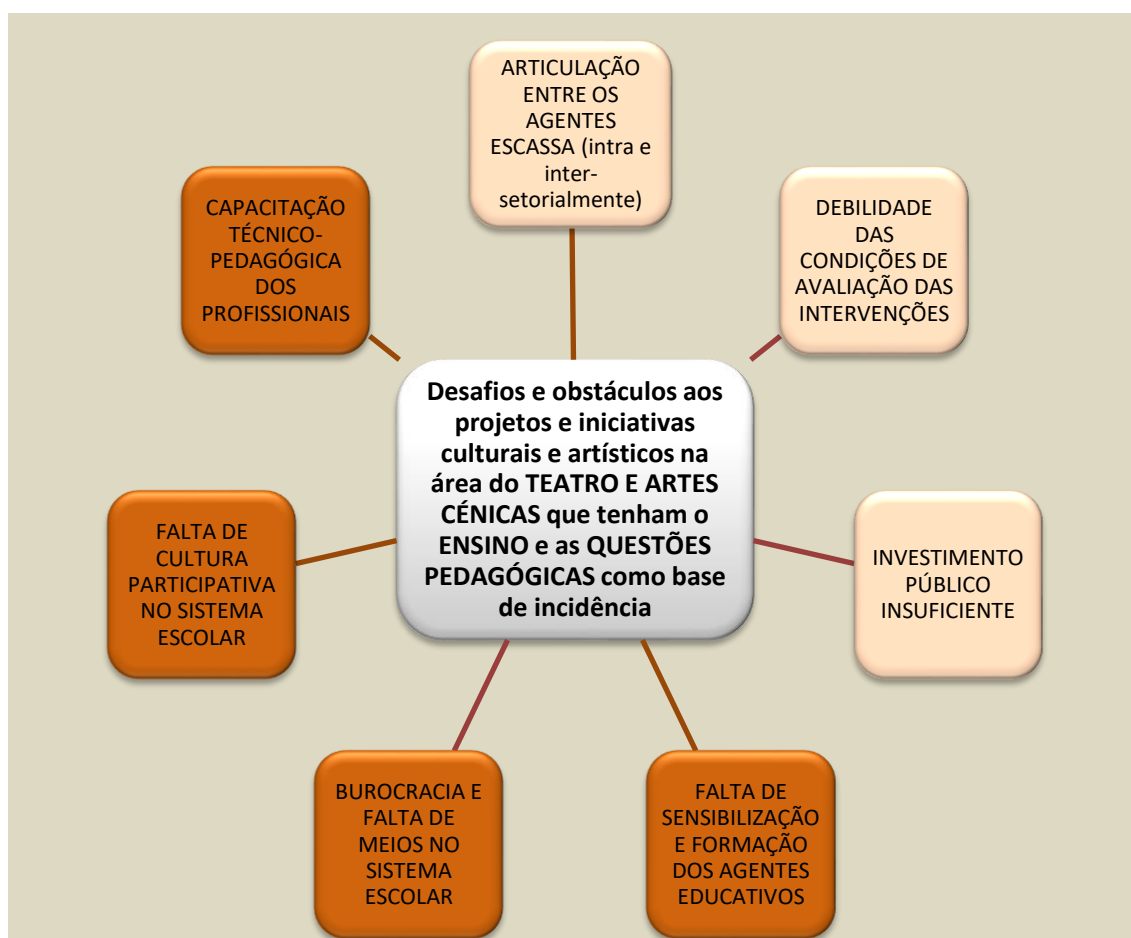 ARTICULAÇÃO
ENTRE OS
AGENTES
ESCASSA (intra e
inter-
setorialmente)
DEBILIDADE
DAS
CONDIÇÕES DE
AVALIAÇÃO DAS
INTERVENÇÕES
INVESTIMENTO
PÚBLICO
INSUFICIENTE
FALTA DE
SENSIBILIZAÇÃO
E FORMAÇÃO
DOS AGENTES
EDUCATIVOS
BUROCRACIA E
FALTA DE
MEIOS NO
SISTEMA
ESCOLAR
FALTA DE
CULTURA
PARTICIPATIVA
NO SISTEMA
ESCOLAR
CAPACITAÇÃO
TÉCNICO-
PEDAGÓGICA
DOS
PROFISSIONAIS
Desafios e obstáculos aos
projetos e iniciativas
culturais e artísticos na
área do TEATRO E ARTES
CÉNICAS que tenham o
ENSINO e as QUESTÕES
PEDAGÓGICAS como base
de incidência